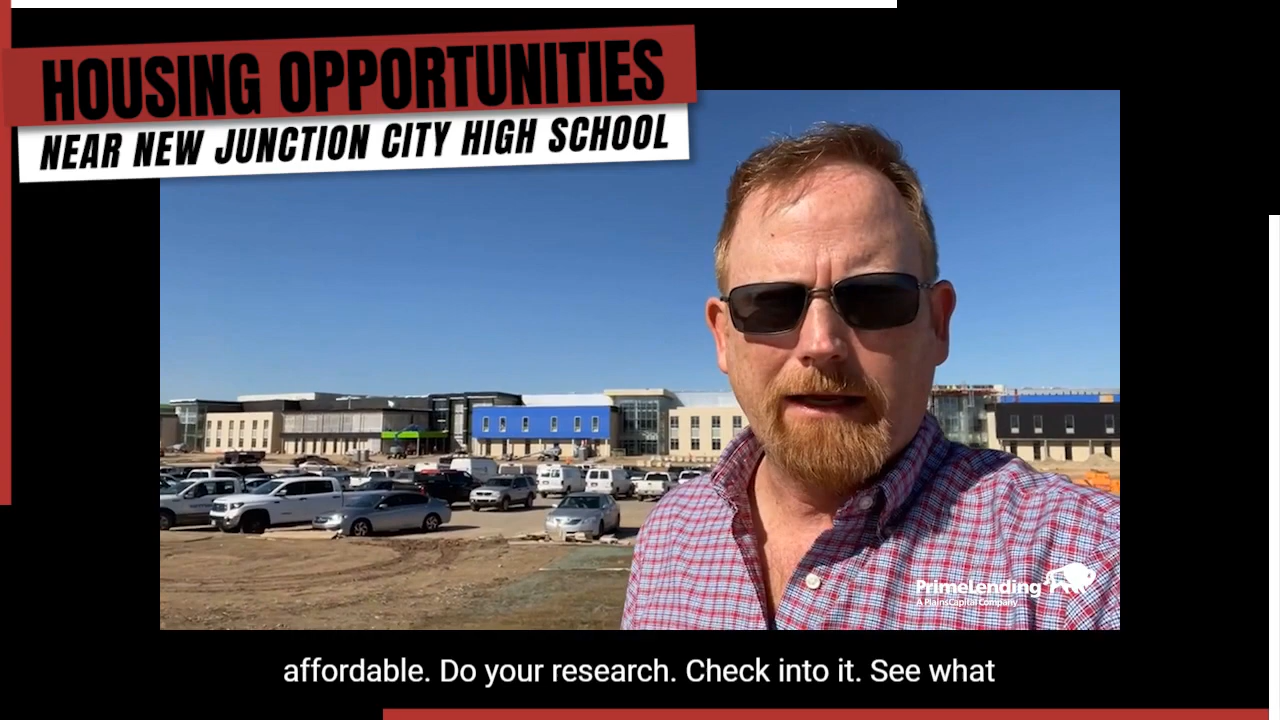 HOUSING OPPORTUNITIES
NEAR NEW JUNCTION CITY HIGH SCHOOL
PrimeLending
A PlainsCapital Company
affordable. Do your research. Check into it. See what